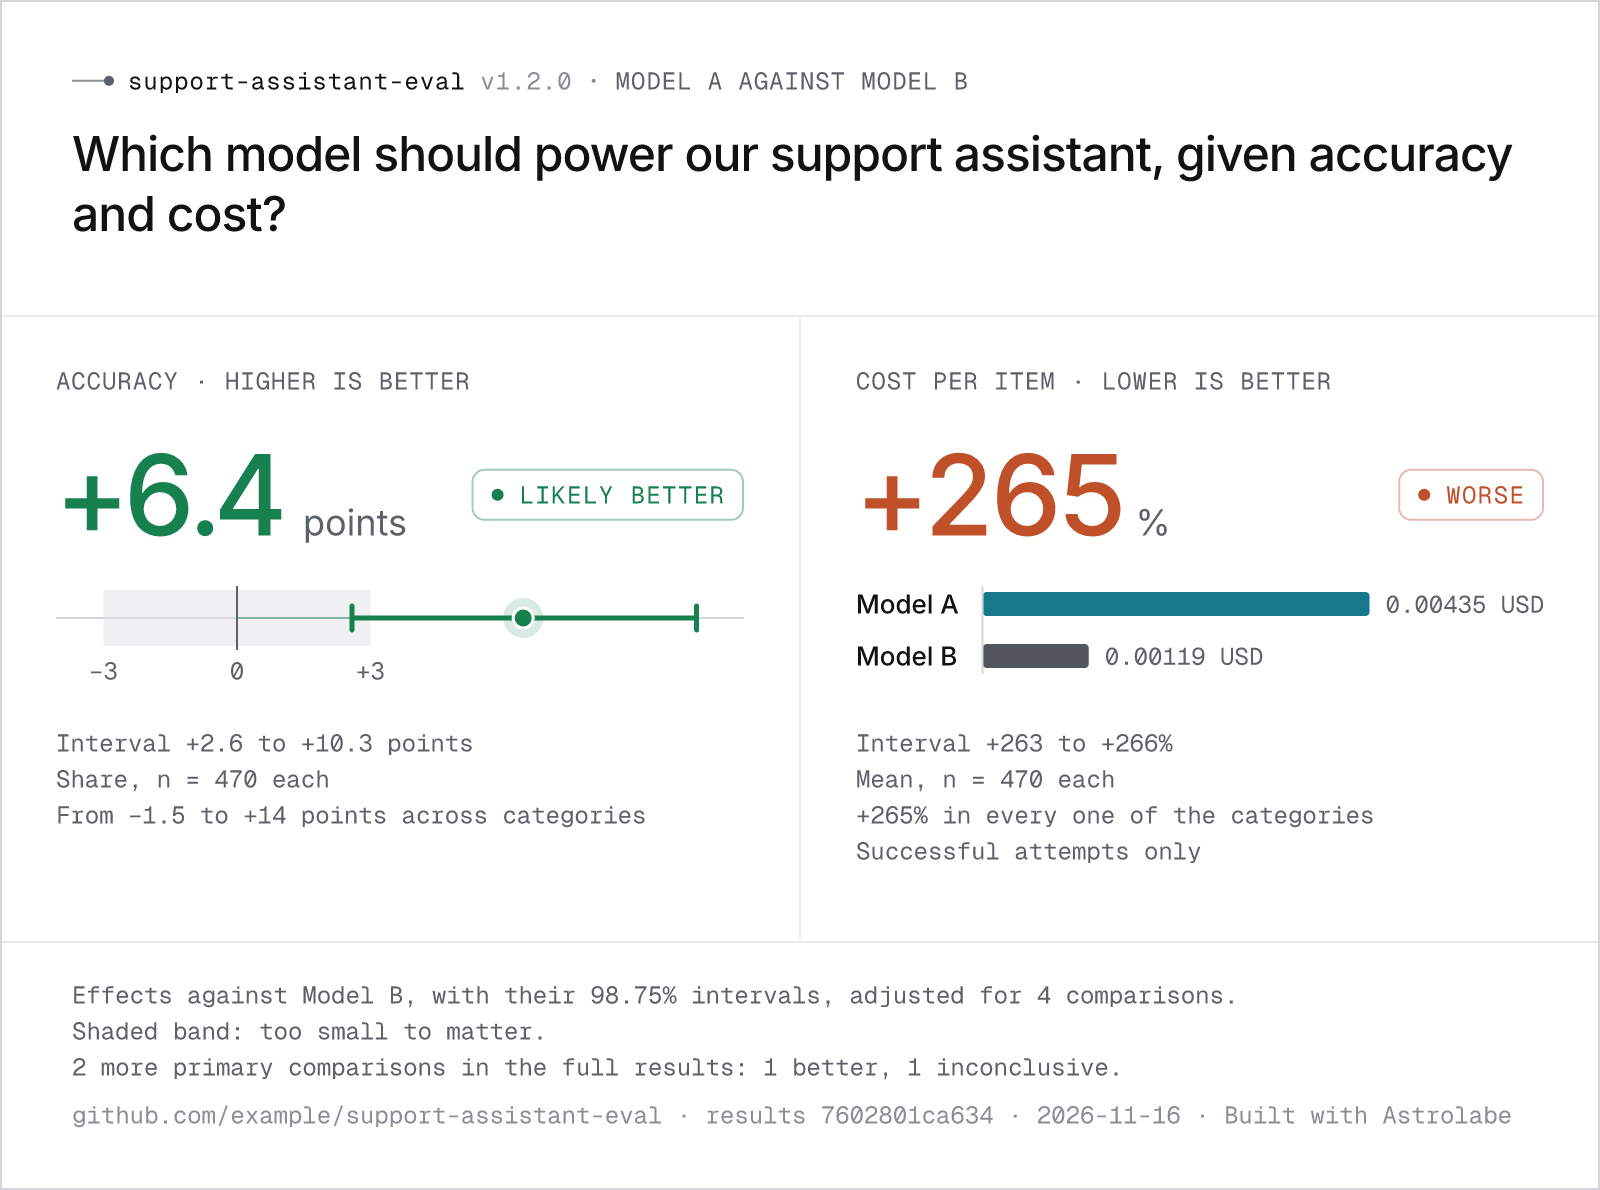 support-assistant-eval v1.2.0 · MODEL A AGAINST MODEL B
Which model should power our support assistant, given accuracy
and cost?
ACCURACY · HIGHER IS BETTER
+6.4 points
LIKELY BETTER
−3 0 +3
Interval +2.6 to +10.3 points
Share, n = 470 each
From −1.5 to +14 points across categories
COST PER ITEM · LOWER IS BETTER
+265 %
WORSE
Model A 0.00435 USD
Model B 0.00119 USD
Interval +263 to +266%
Mean, n = 470 each
+265% in every one of the categories
Successful attempts only
Effects against Model B, with their 98.75% intervals, adjusted for 4 comparisons.
Shaded band: too small to matter.
2 more primary comparisons in the full results: 1 better, 1 inconclusive.
github.com/example/support-assistant-eval · results 7602801ca634 · 2026-11-16 · Built with Astrolabe